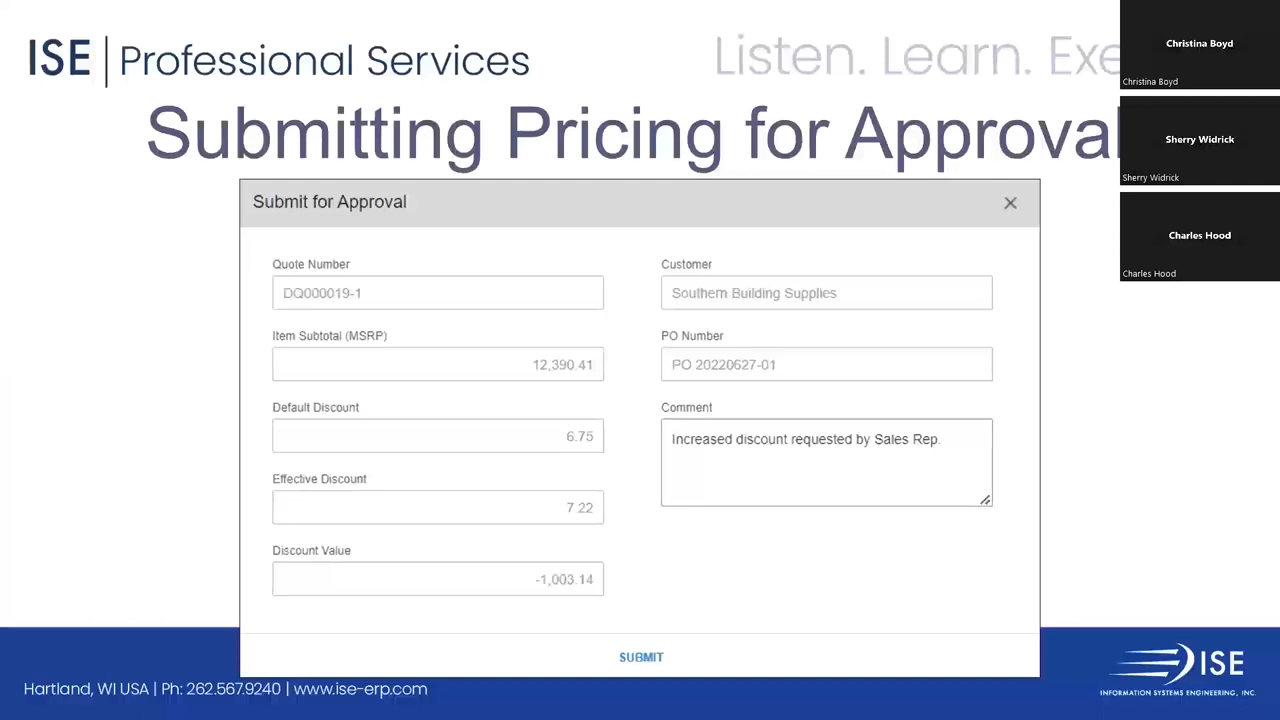 ISE | Professional Services
Listen. Learn. Exe
Submitting Pricing for Approval
Christina Boyd
Christina Boyd
Sherry Widrick
Sherry Widrick
Charles Hood
Charles Hood
Submit for Approval
Quote Number
DQ000019-1
Customer
Southern Building Supplies
Item Subtotal (MSRP)
12,390.41
PO Number
PO 20220627-01
Default Discount
6.75
Comment
Increased discount requested by Sales Rep.
Effective Discount
7.22
Discount Value
-1,003.14
SUBMIT
Hartland, WI USA | Ph: 262.567.9240 | www.ise-erp.com
ISE
INFORMATION SYSTEMS ENGINEERING, INC.